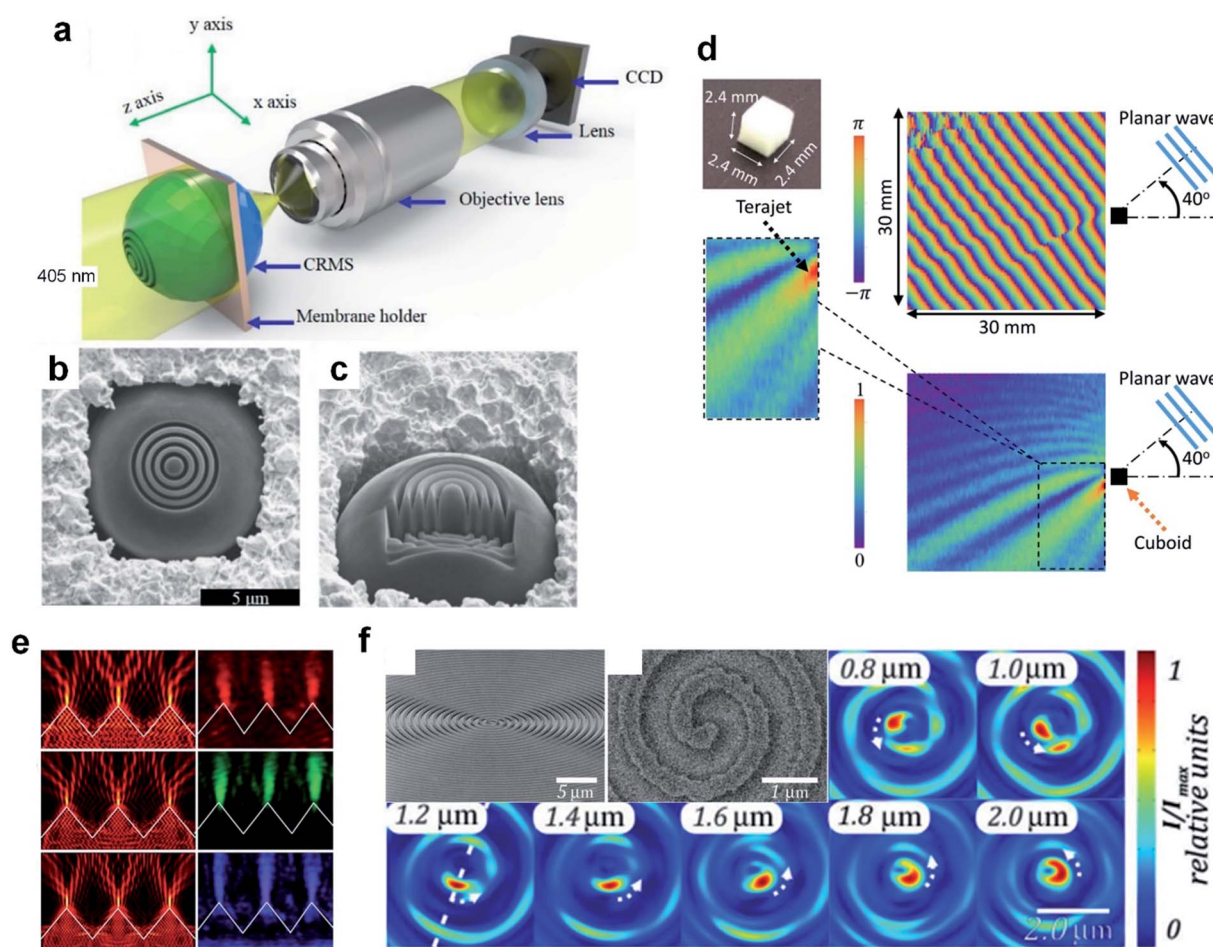 a
y axis
z axis
x axis
CCD
Lens
Objective lens
CRMS
405 nm
Membrane holder
b
5 μm
c
d
2.4 mm
2.4 mm
2.4 mm
Terajet
π
−π
30 mm
30 mm
Planar wave
40º
1
0
Planar wave
40º
Cuboid
e
f
5 μm
1 μm
0.8 μm
1.0 μm
1.2 μm
1.4 μm
1.6 μm
1.8 μm
2.0 μm
2.0 μm
1
0
I/Imax
relative units